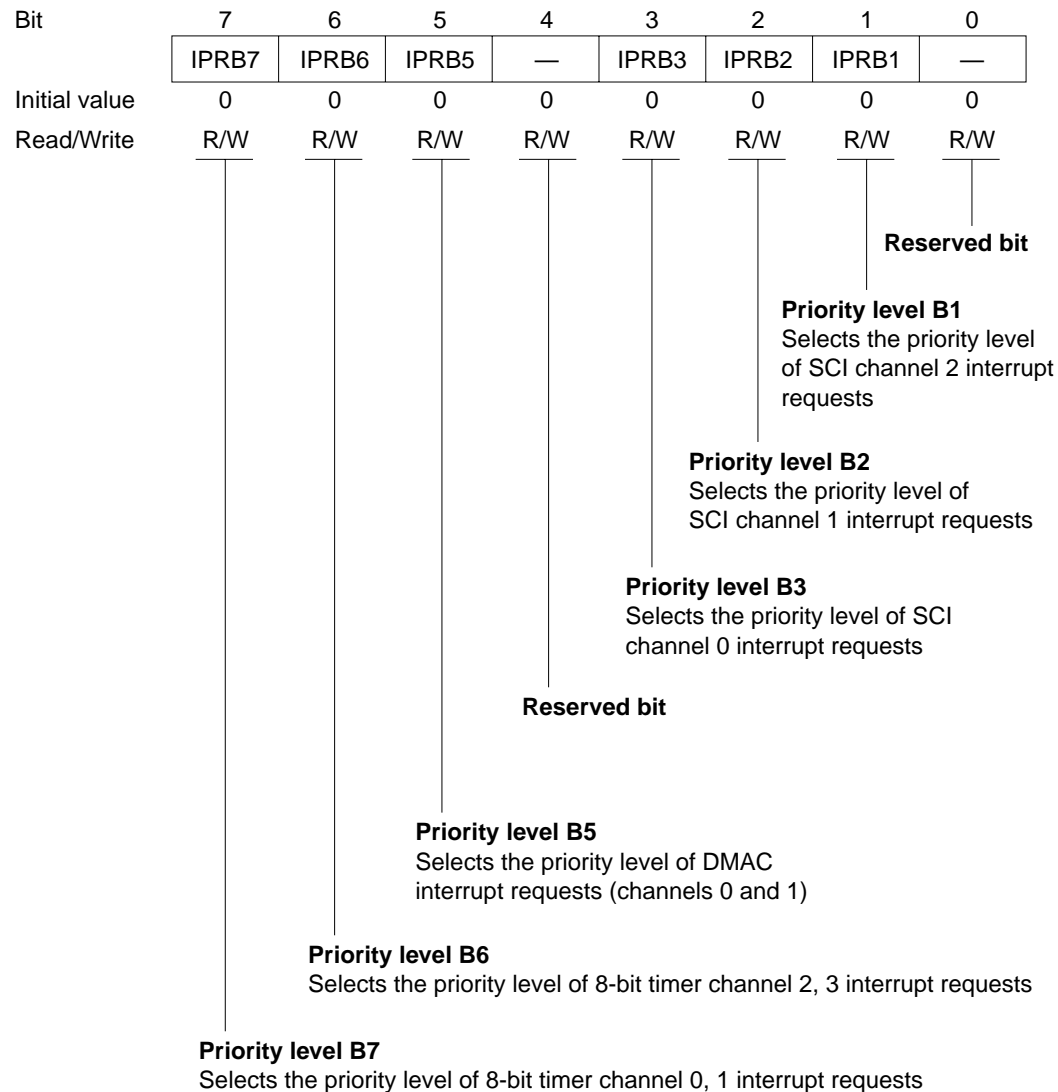 Bit 7 6 5 4 3 2 1 0
IPRB7 IPRB6 IPRB5 — IPRB3 IPRB2 IPRB1 —
Initial value 0 0 0 0 0 0 0 0
Read/Write R/W R/W R/W R/W R/W R/W R/W R/W
Reserved bit
Priority level B1
Selects the priority level
of SCI channel 2 interrupt
requests
Priority level B2
Selects the priority level of
SCI channel 1 interrupt requests
Priority level B3
Selects the priority level of SCI
channel 0 interrupt requests
Reserved bit
Priority level B5
Selects the priority level of DMAC
interrupt requests (channels 0 and 1)
Priority level B6
Selects the priority level of 8-bit timer channel 2, 3 interrupt requests
Priority level B7
Selects the priority level of 8-bit timer channel 0, 1 interrupt requests